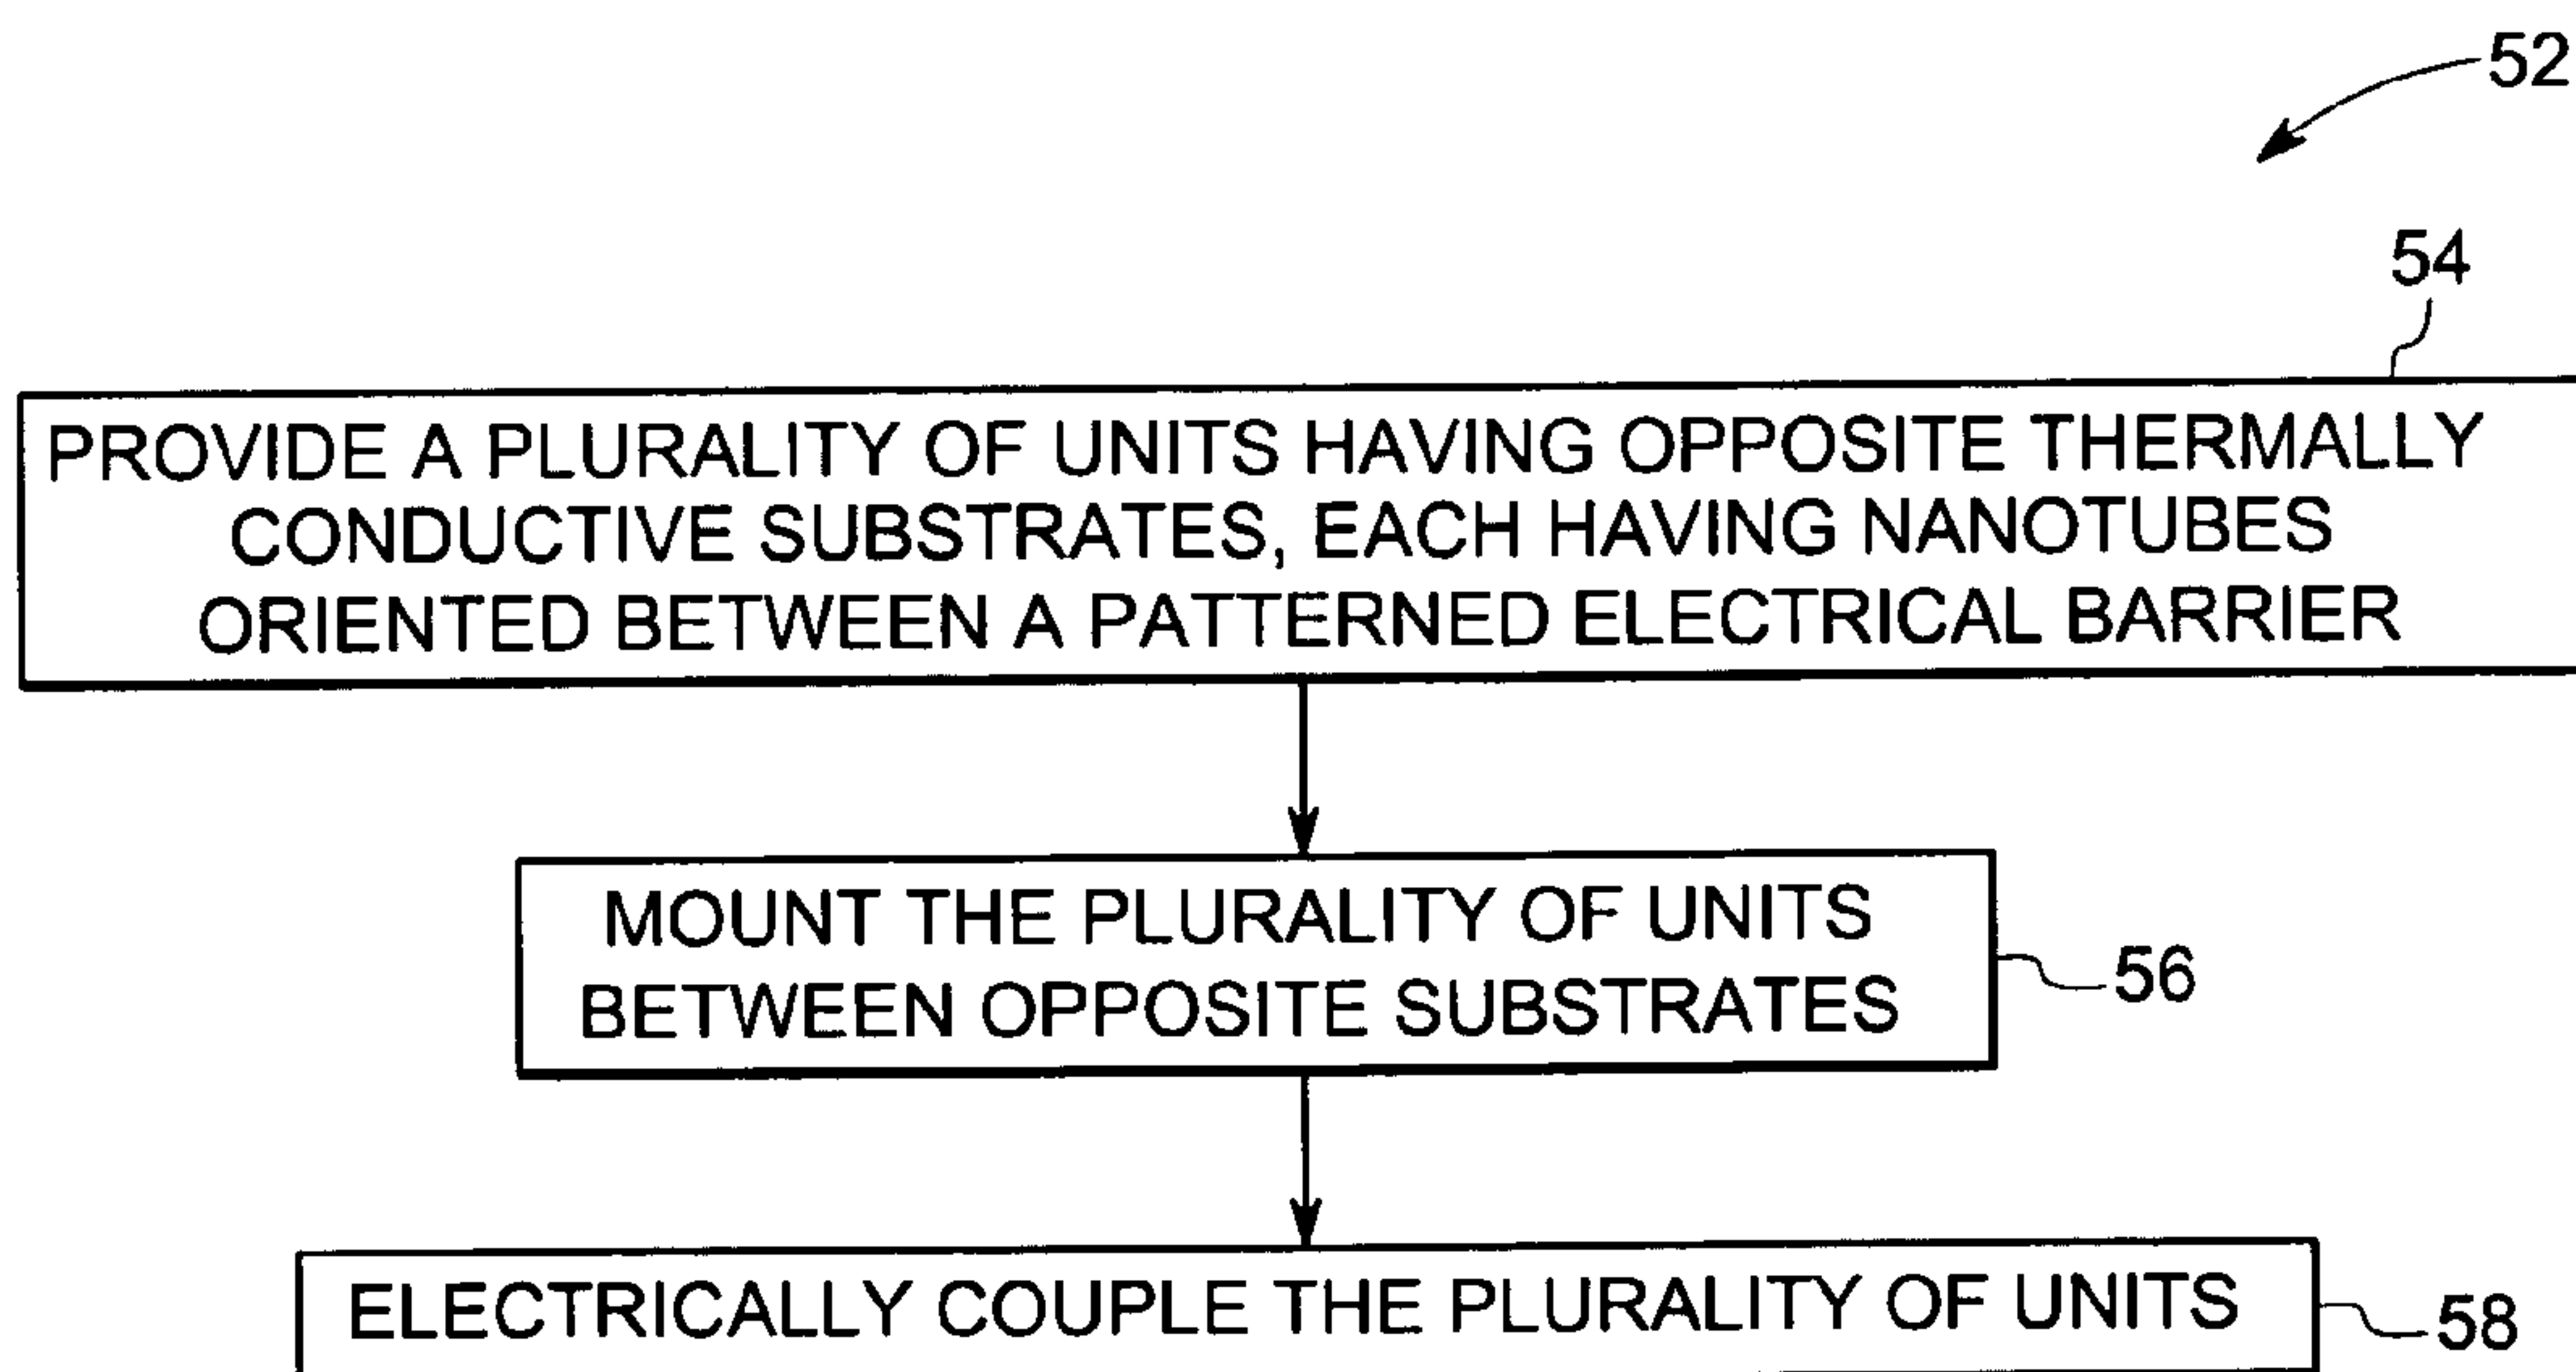 52
54
PROVIDE A PLURALITY OF UNITS HAVING OPPOSITE THERMALLY
CONDUCTIVE SUBSTRATES, EACH HAVING NANOTUBES
ORIENTED BETWEEN A PATTERNED ELECTRICAL BARRIER
MOUNT THE PLURALITY OF UNITS
BETWEEN OPPOSITE SUBSTRATES
56
ELECTRICALLY COUPLE THE PLURALITY OF UNITS
58